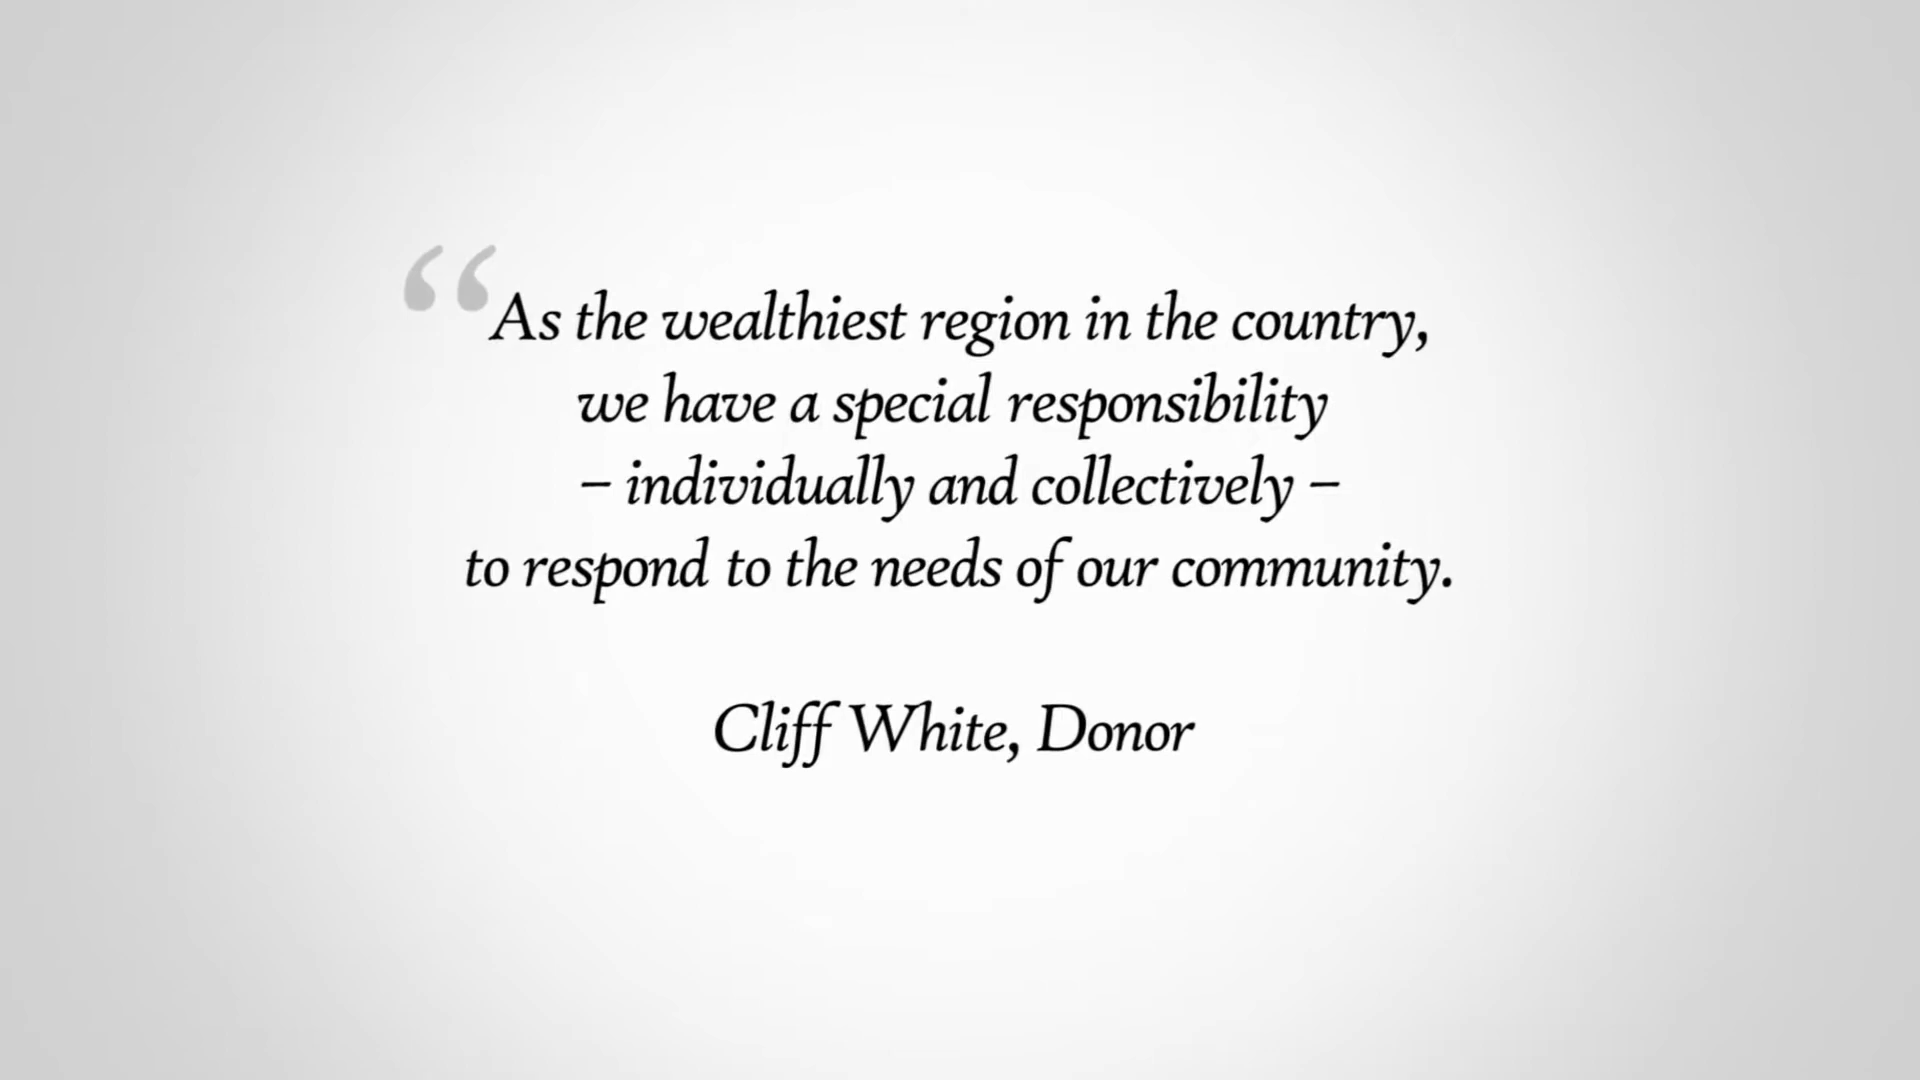 “As the wealthiest region in the country,
we have a special responsibility
– individually and collectively –
to respond to the needs of our community.
Cliff White, Donor